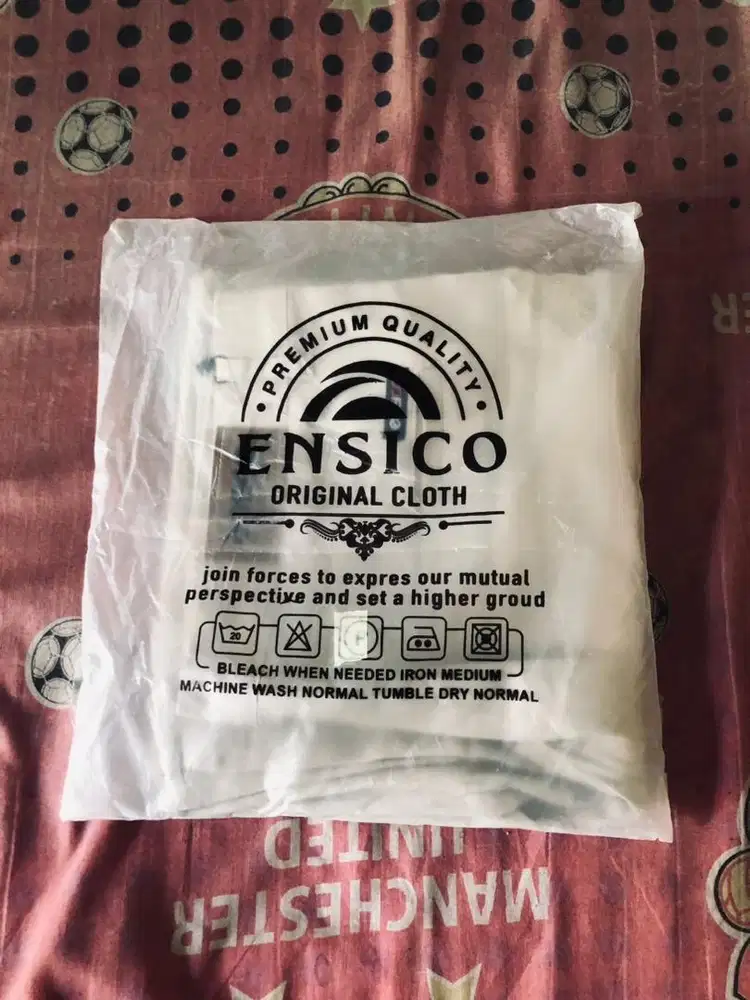 PREMIUM QUALITY
ENSICO
ORIGINAL CLOTH
join forces to expres our mutual
perspective and set a higher groud
20
C
BLEACH WHEN NEEDED IRON MEDIUM
MACHINE WASH NORMAL TUMBLE DRY NORMAL
MANCHESTER
UNITED